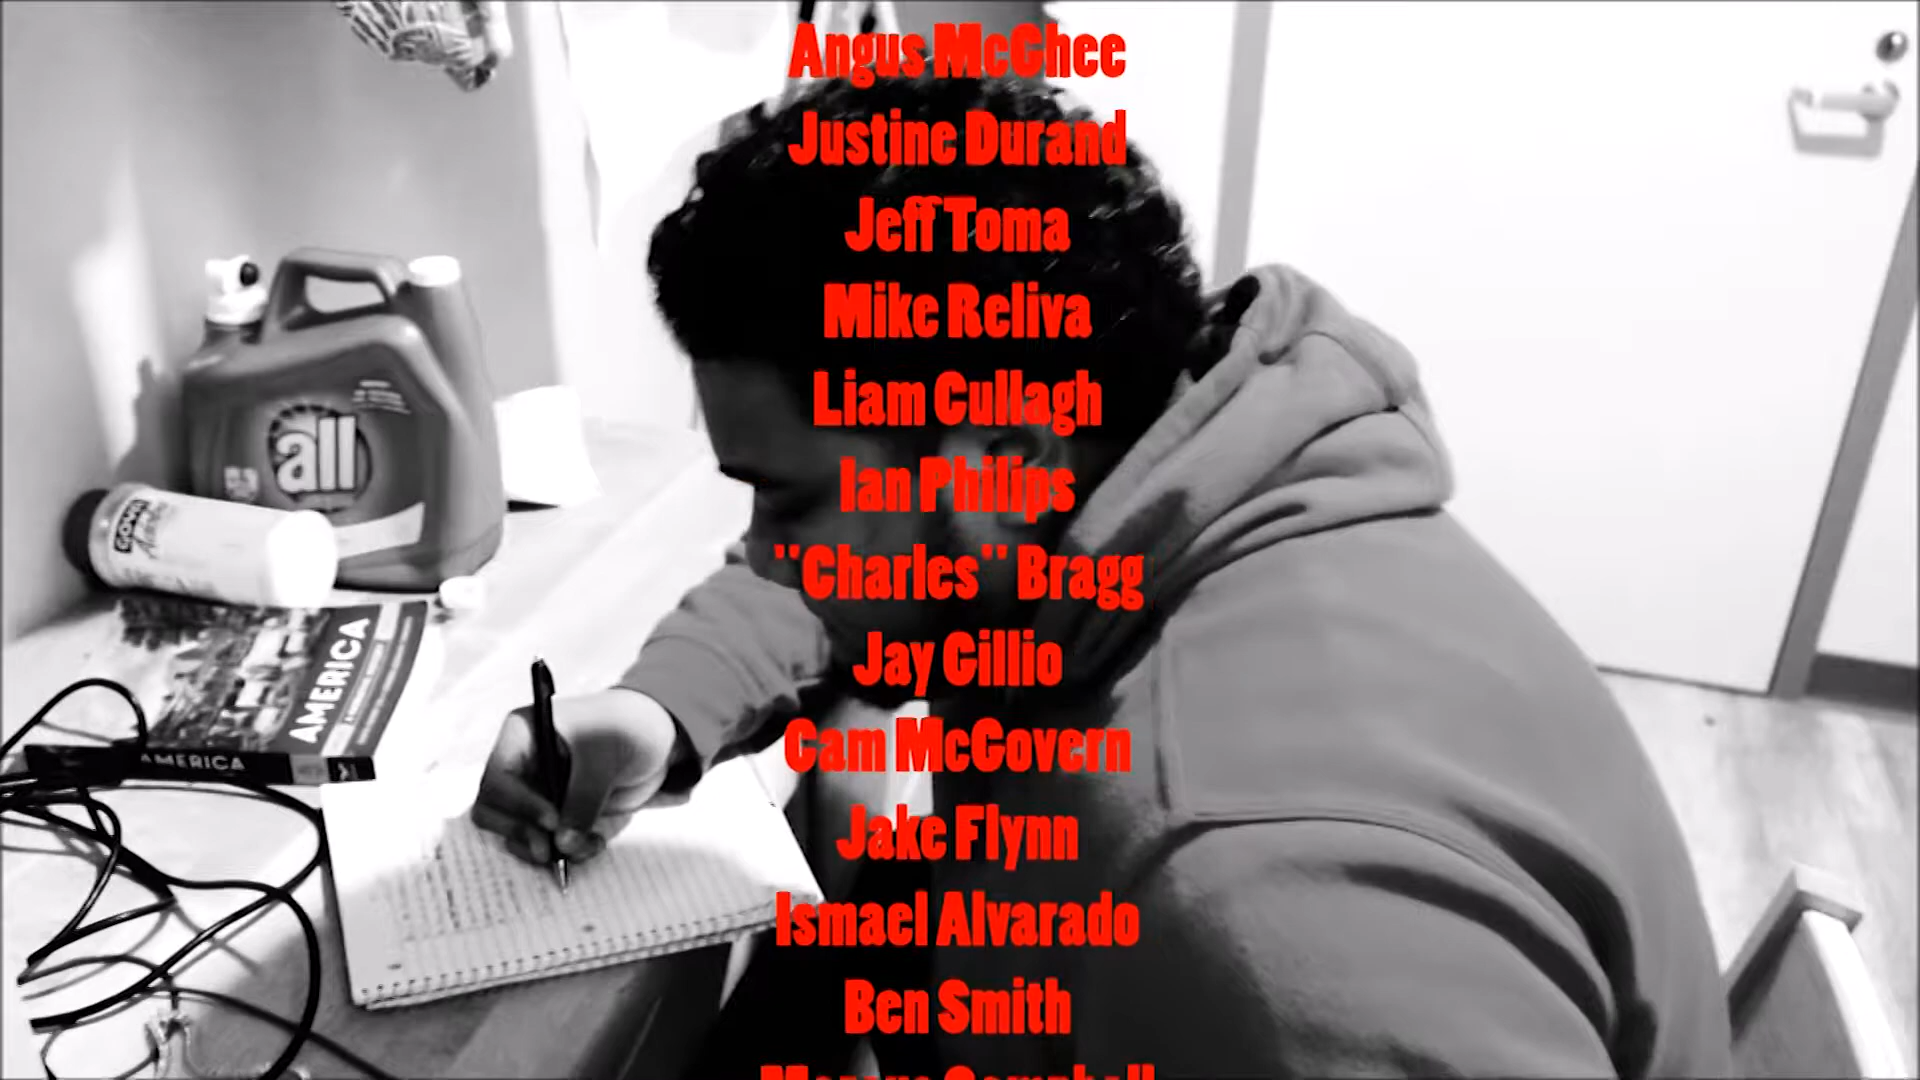 Angus McGhee
Justine Durand
Jeff Toma
Mike Reliva
Liam Cullagh
Ian Philips
"Charles" Bragg
Jay Gillio
Cam McGovern
Jake Flynn
Ismael Alvarado
Ben Smith
all
GOYA
AMERICA
AMERICA